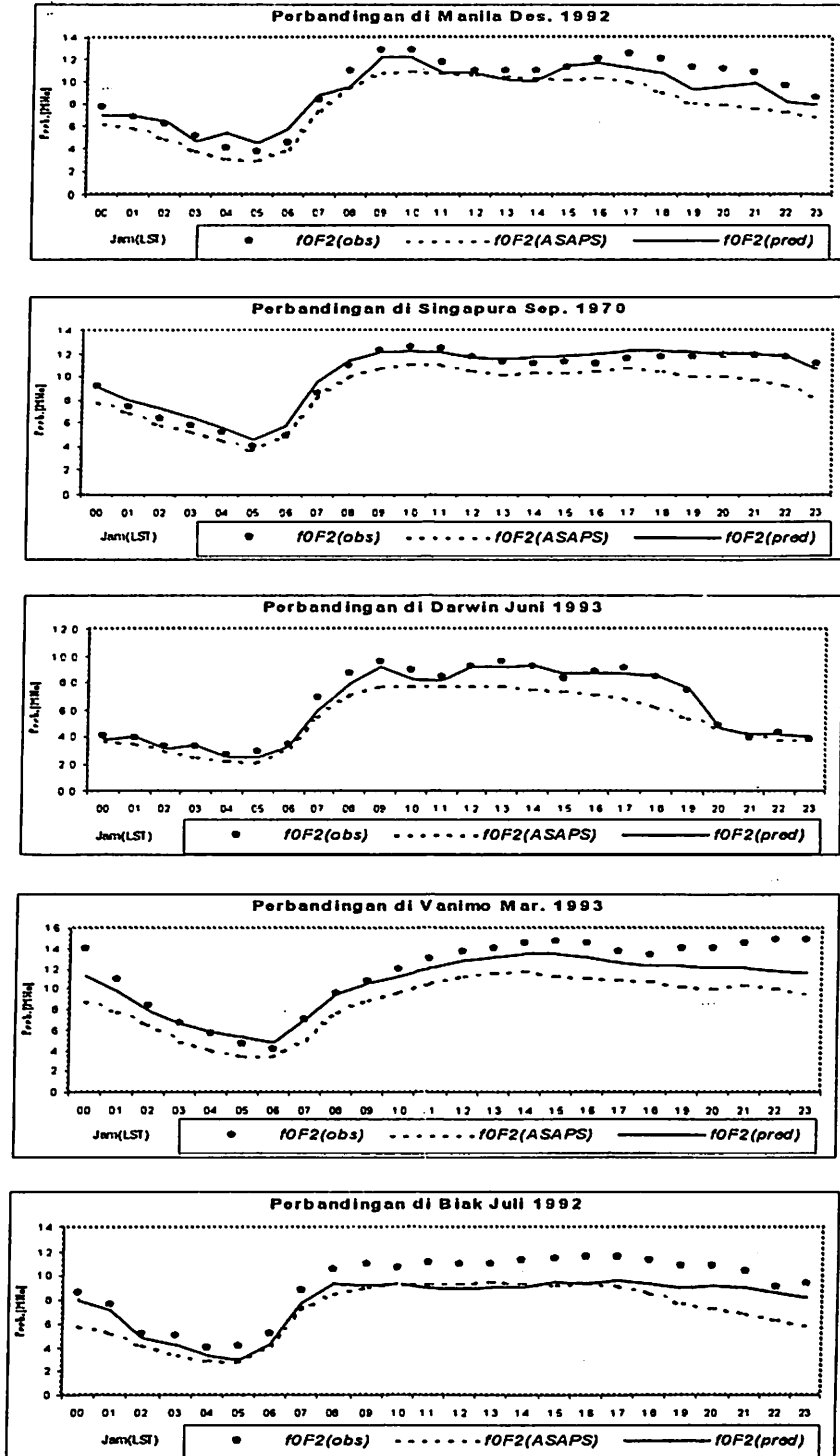 Perbandingan di Manila Des. 1992
14
12
10
8
6
4
2
0
00 01 02 03 04 05 06 07 08 09 10 11 12 13 14 15 16 17 18 19 20 21 22 23
Jam(LST) f0F2(obs) f0F2(ASAPS) f0F2(pred)
Perbandingan di Singapura Sep. 1970
14
12
10
8
6
4
2
0
00 01 02 03 04 05 06 07 08 09 10 11 12 13 14 15 16 17 18 19 20 21 22 23
Jam(LST) f0F2(obs) f0F2(ASAPS) f0F2(pred)
Perbandingan di Darwin Juni 1993
12.0
10.0
8.0
6.0
4.0
2.0
0.0
00 01 02 03 04 05 06 07 08 09 10 11 12 13 14 15 16 17 18 19 20 21 22 23
Jam(LST) f0F2(obs) f0F2(ASAPS) f0F2(pred)
Perbandingan di Vanimo Mar. 1993
16
14
12
10
8
6
4
2
0
00 01 02 03 04 05 06 07 08 09 10 11 12 13 14 15 16 17 18 19 20 21 22 23
Jam(LST) f0F2(obs) f0F2(ASAPS) f0F2(pred)
Perbandingan di Biak Juli 1992
14
12
10
8
6
4
2
0
00 01 02 03 04 05 06 07 08 09 10 11 12 13 14 15 16 17 18 19 20 21 22 23
Jam(LST) f0F2(obs) f0F2(ASAPS) f0F2(pred)